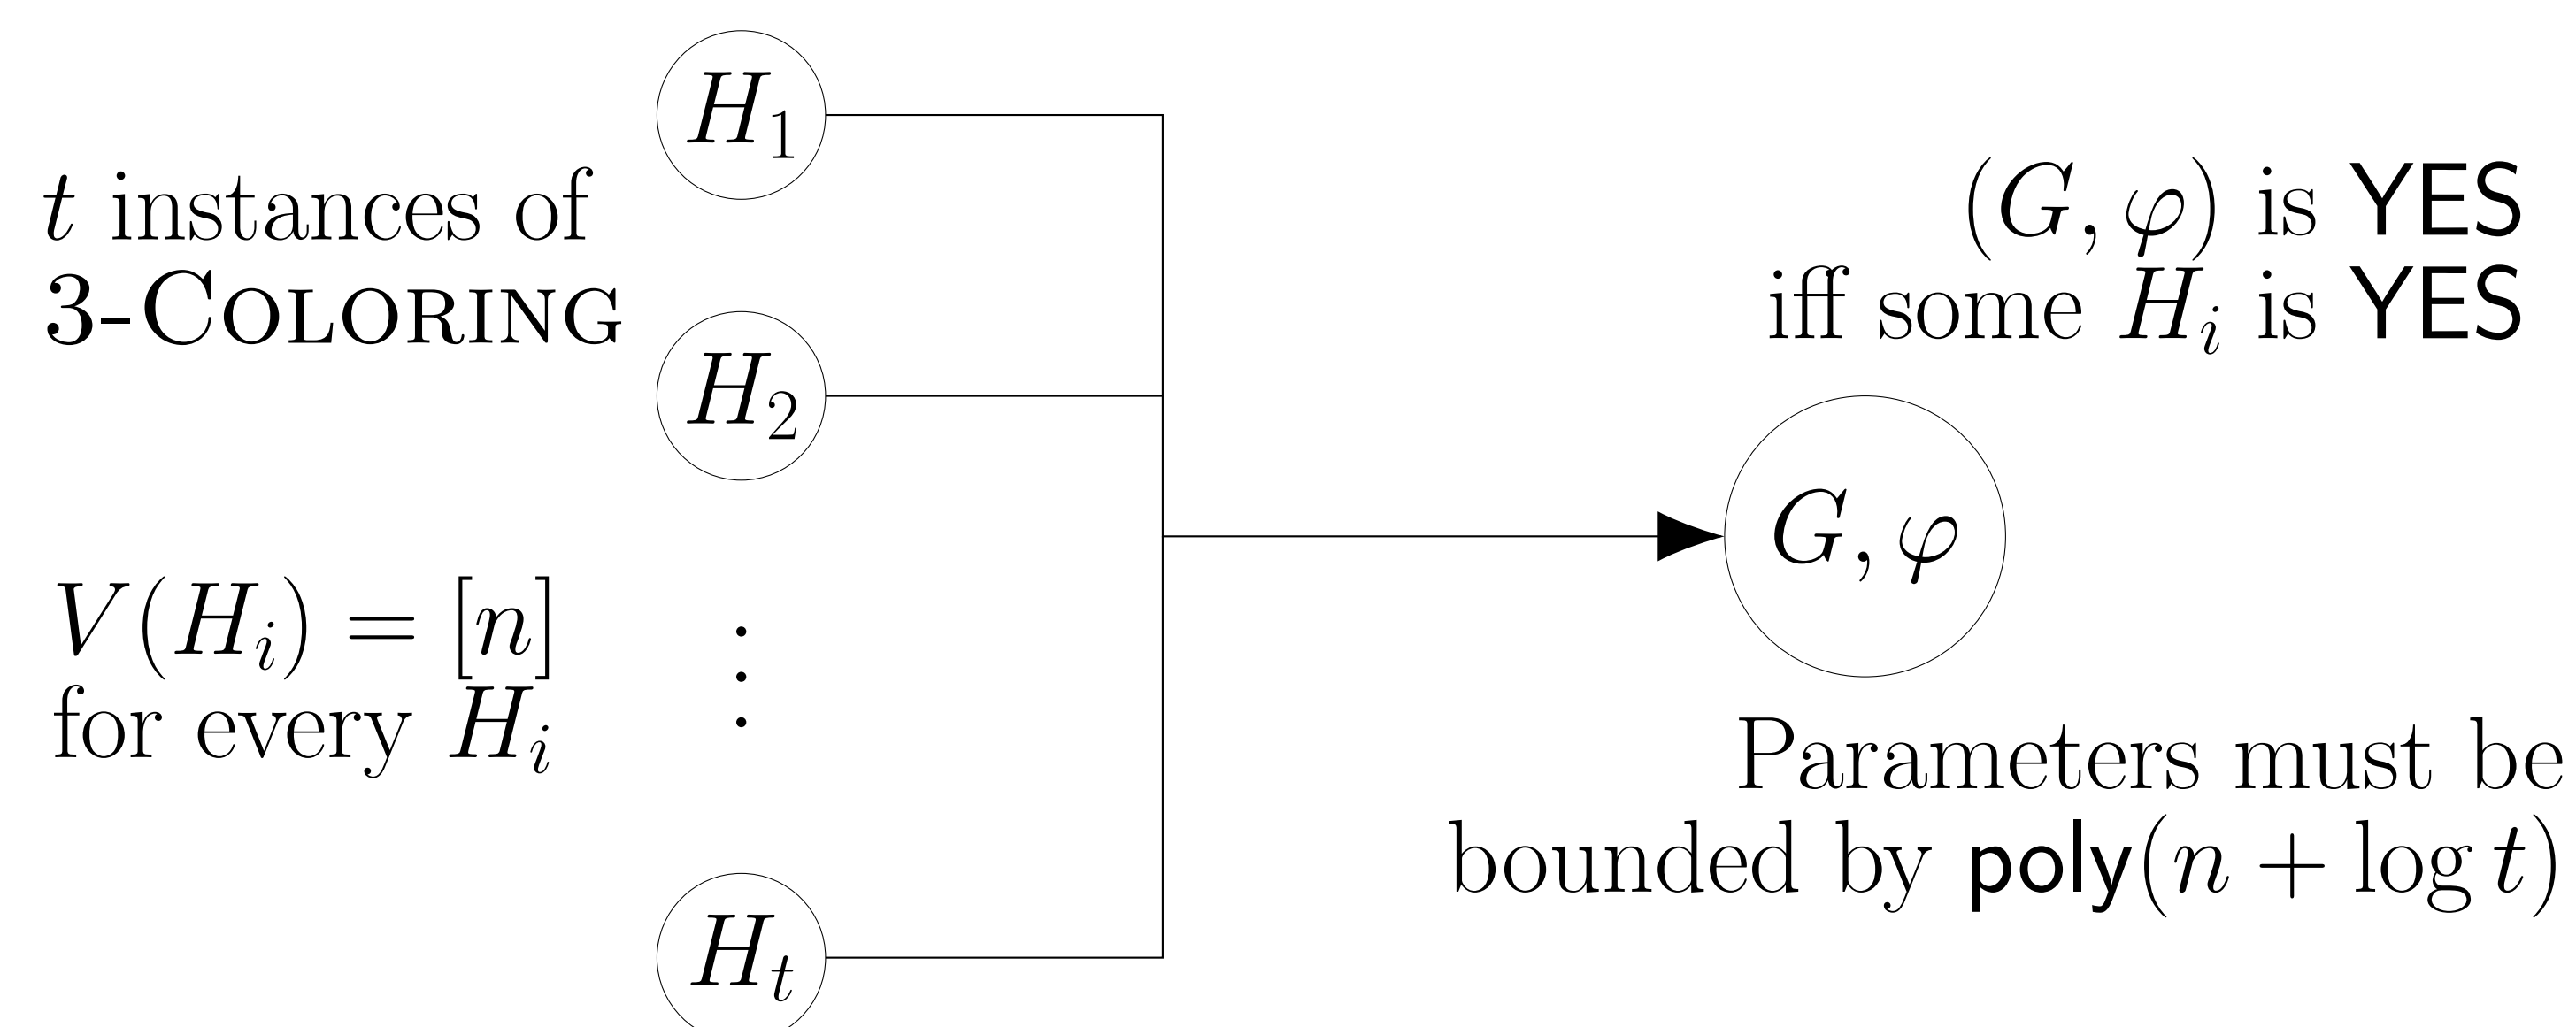 t instances of
3-COLORING
V(H_i) = [n]
for every H_i
H_1
H_2
⋮
H_t
(G, φ) is YES
iff some H_i is YES
G, φ
Parameters must be
bounded by poly(n + log t)